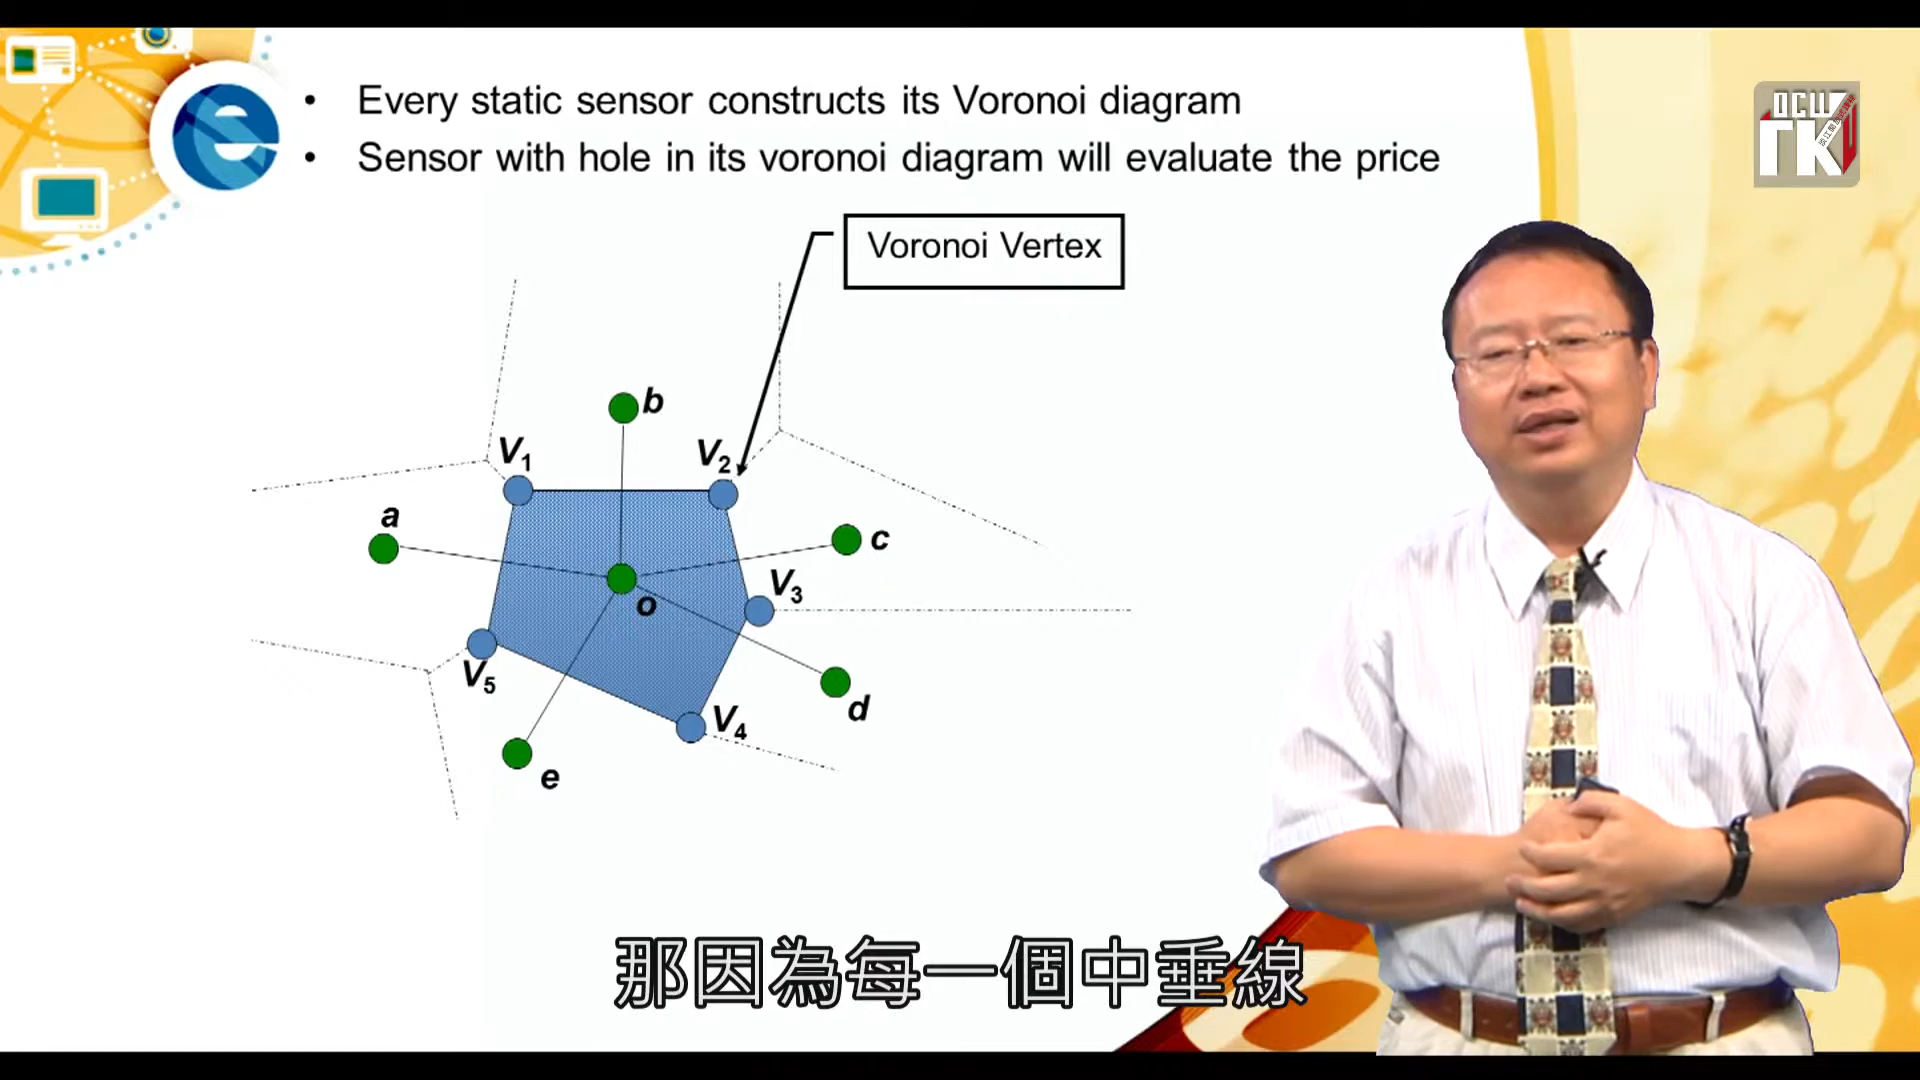 • Every static sensor constructs its Voronoi diagram
• Sensor with hole in its voronoi diagram will evaluate the price
OCW
TKU
Voronoi Vertex
b
V1
V2
a
c
V3
o
V5
d
V4
e
那因為每一個中垂線